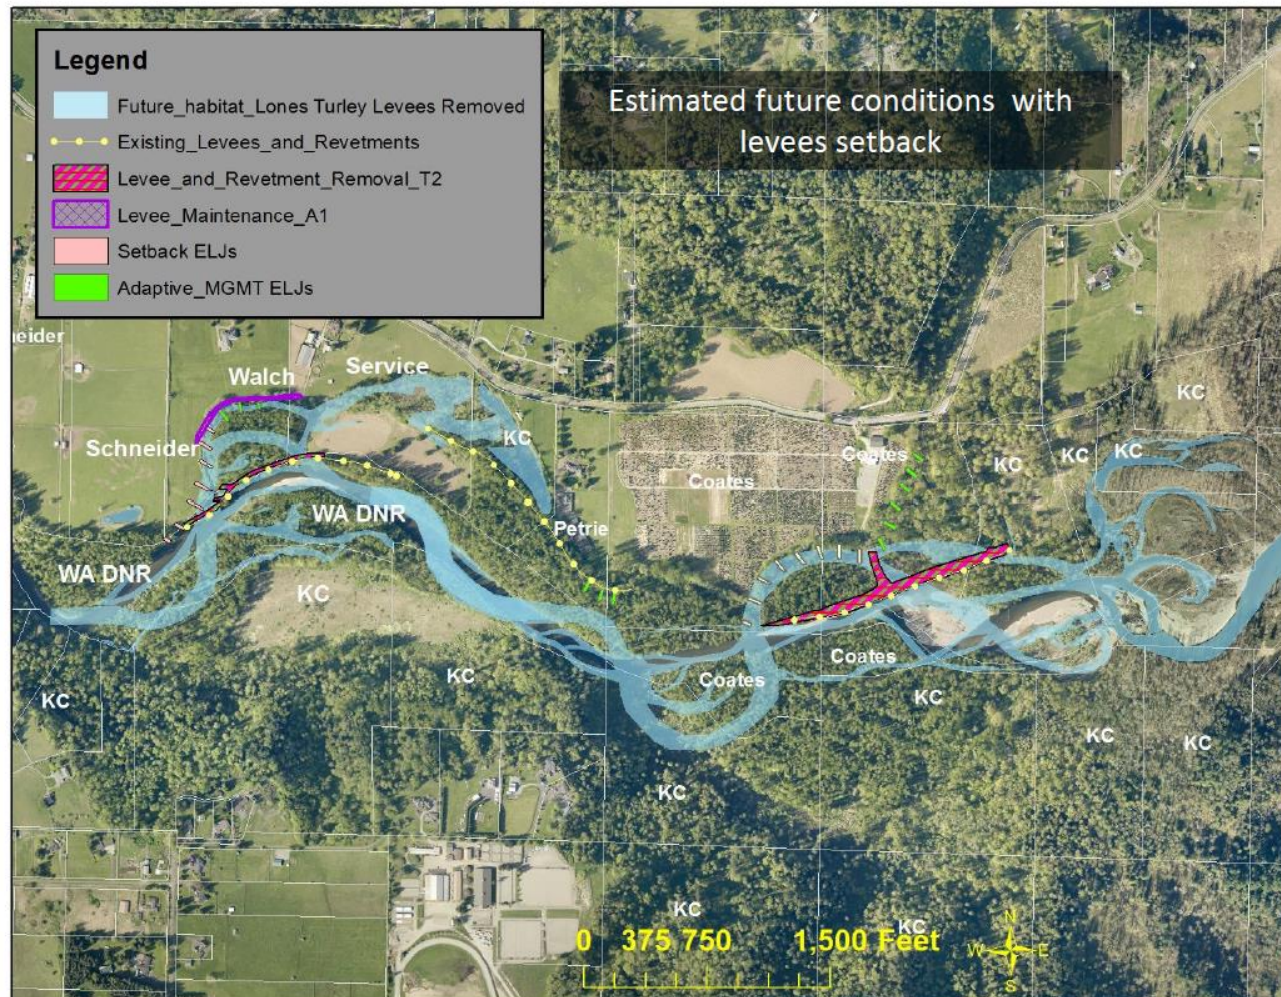 Legend
Future_habitat_Lones Turley Levees Removed
Existing_Levees_and_Revetments
Levee_and_Revetment_Removal_T2
Levee_Maintenance_A1
Setback ELJs
Adaptive_MGMT ELJs
Estimated future conditions with
levees setback
neider
Service
Walch
KC
Schneider
KC
Coates
KC
KC
KC
Coates
WA DNR
Petrie
WA DNR
KC
Coates
KC
Coates
KC
KC
KC
KC
KC
KC
KC
0 375 750 1,500 Feet
N
W E
S